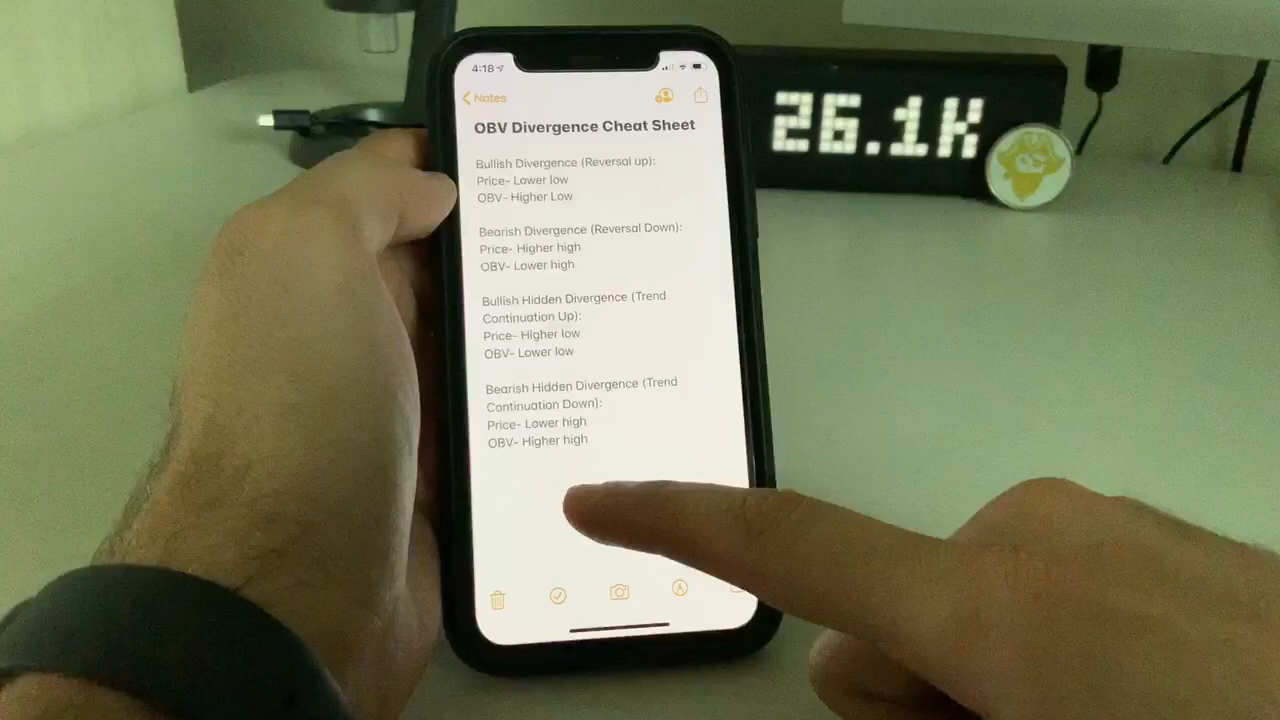 4:18
Notes
OBV Divergence Cheat Sheet
Bullish Divergence (Reversal up):
Price- Lower low
OBV- Higher Low
Bearish Divergence (Reversal Down):
Price- Higher high
OBV- Lower high
Bullish Hidden Divergence (Trend
Continuation Up):
Price- Higher low
OBV- Lower low
Bearish Hidden Divergence (Trend
Continuation Down):
Price- Lower high
OBV- Higher high
26.1K